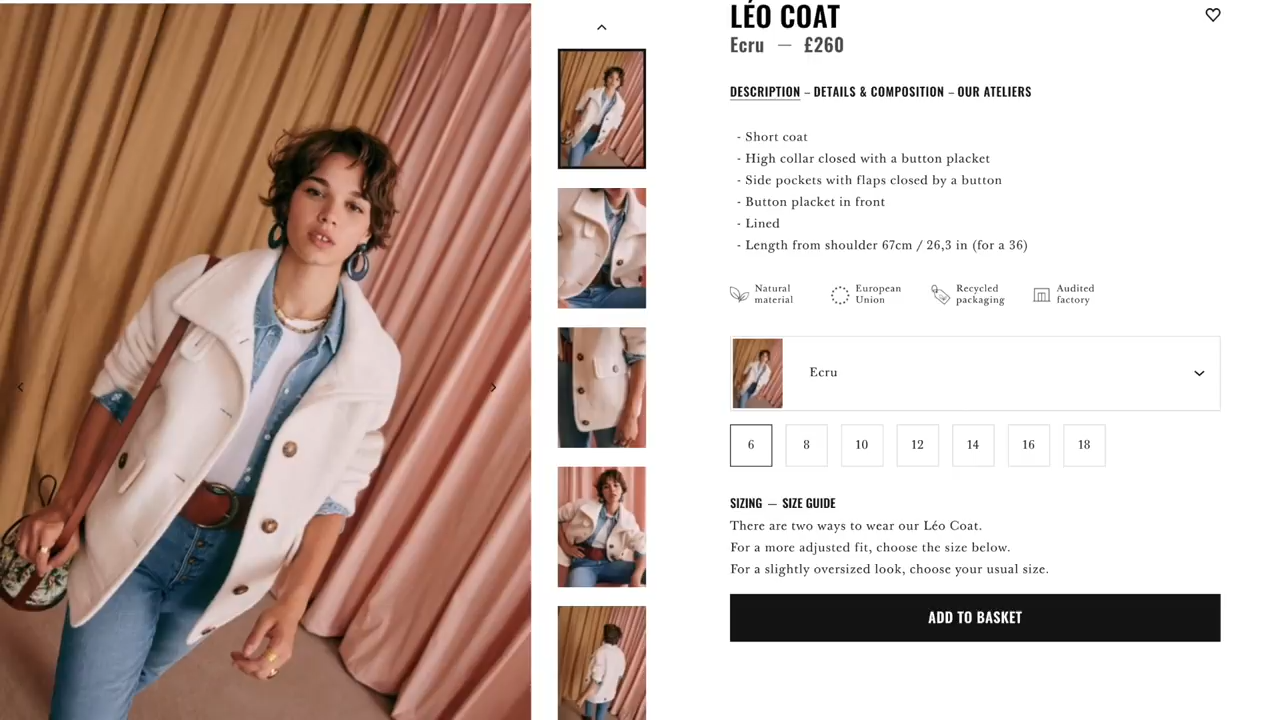 LÉO COAT
Ecru — £260
DESCRIPTION – DETAILS & COMPOSITION – OUR ATELIERS
- Short coat
- High collar closed with a button placket
- Side pockets with flaps closed by a button
- Button placket in front
- Lined
- Length from shoulder 67cm / 26,3 in (for a 36)
Natural material
European Union
Recycled packaging
Audited factory
Ecru
6 8 10 12 14 16 18
SIZING — SIZE GUIDE
There are two ways to wear our Léo Coat.
For a more adjusted fit, choose the size below.
For a slightly oversized look, choose your usual size.
ADD TO BASKET